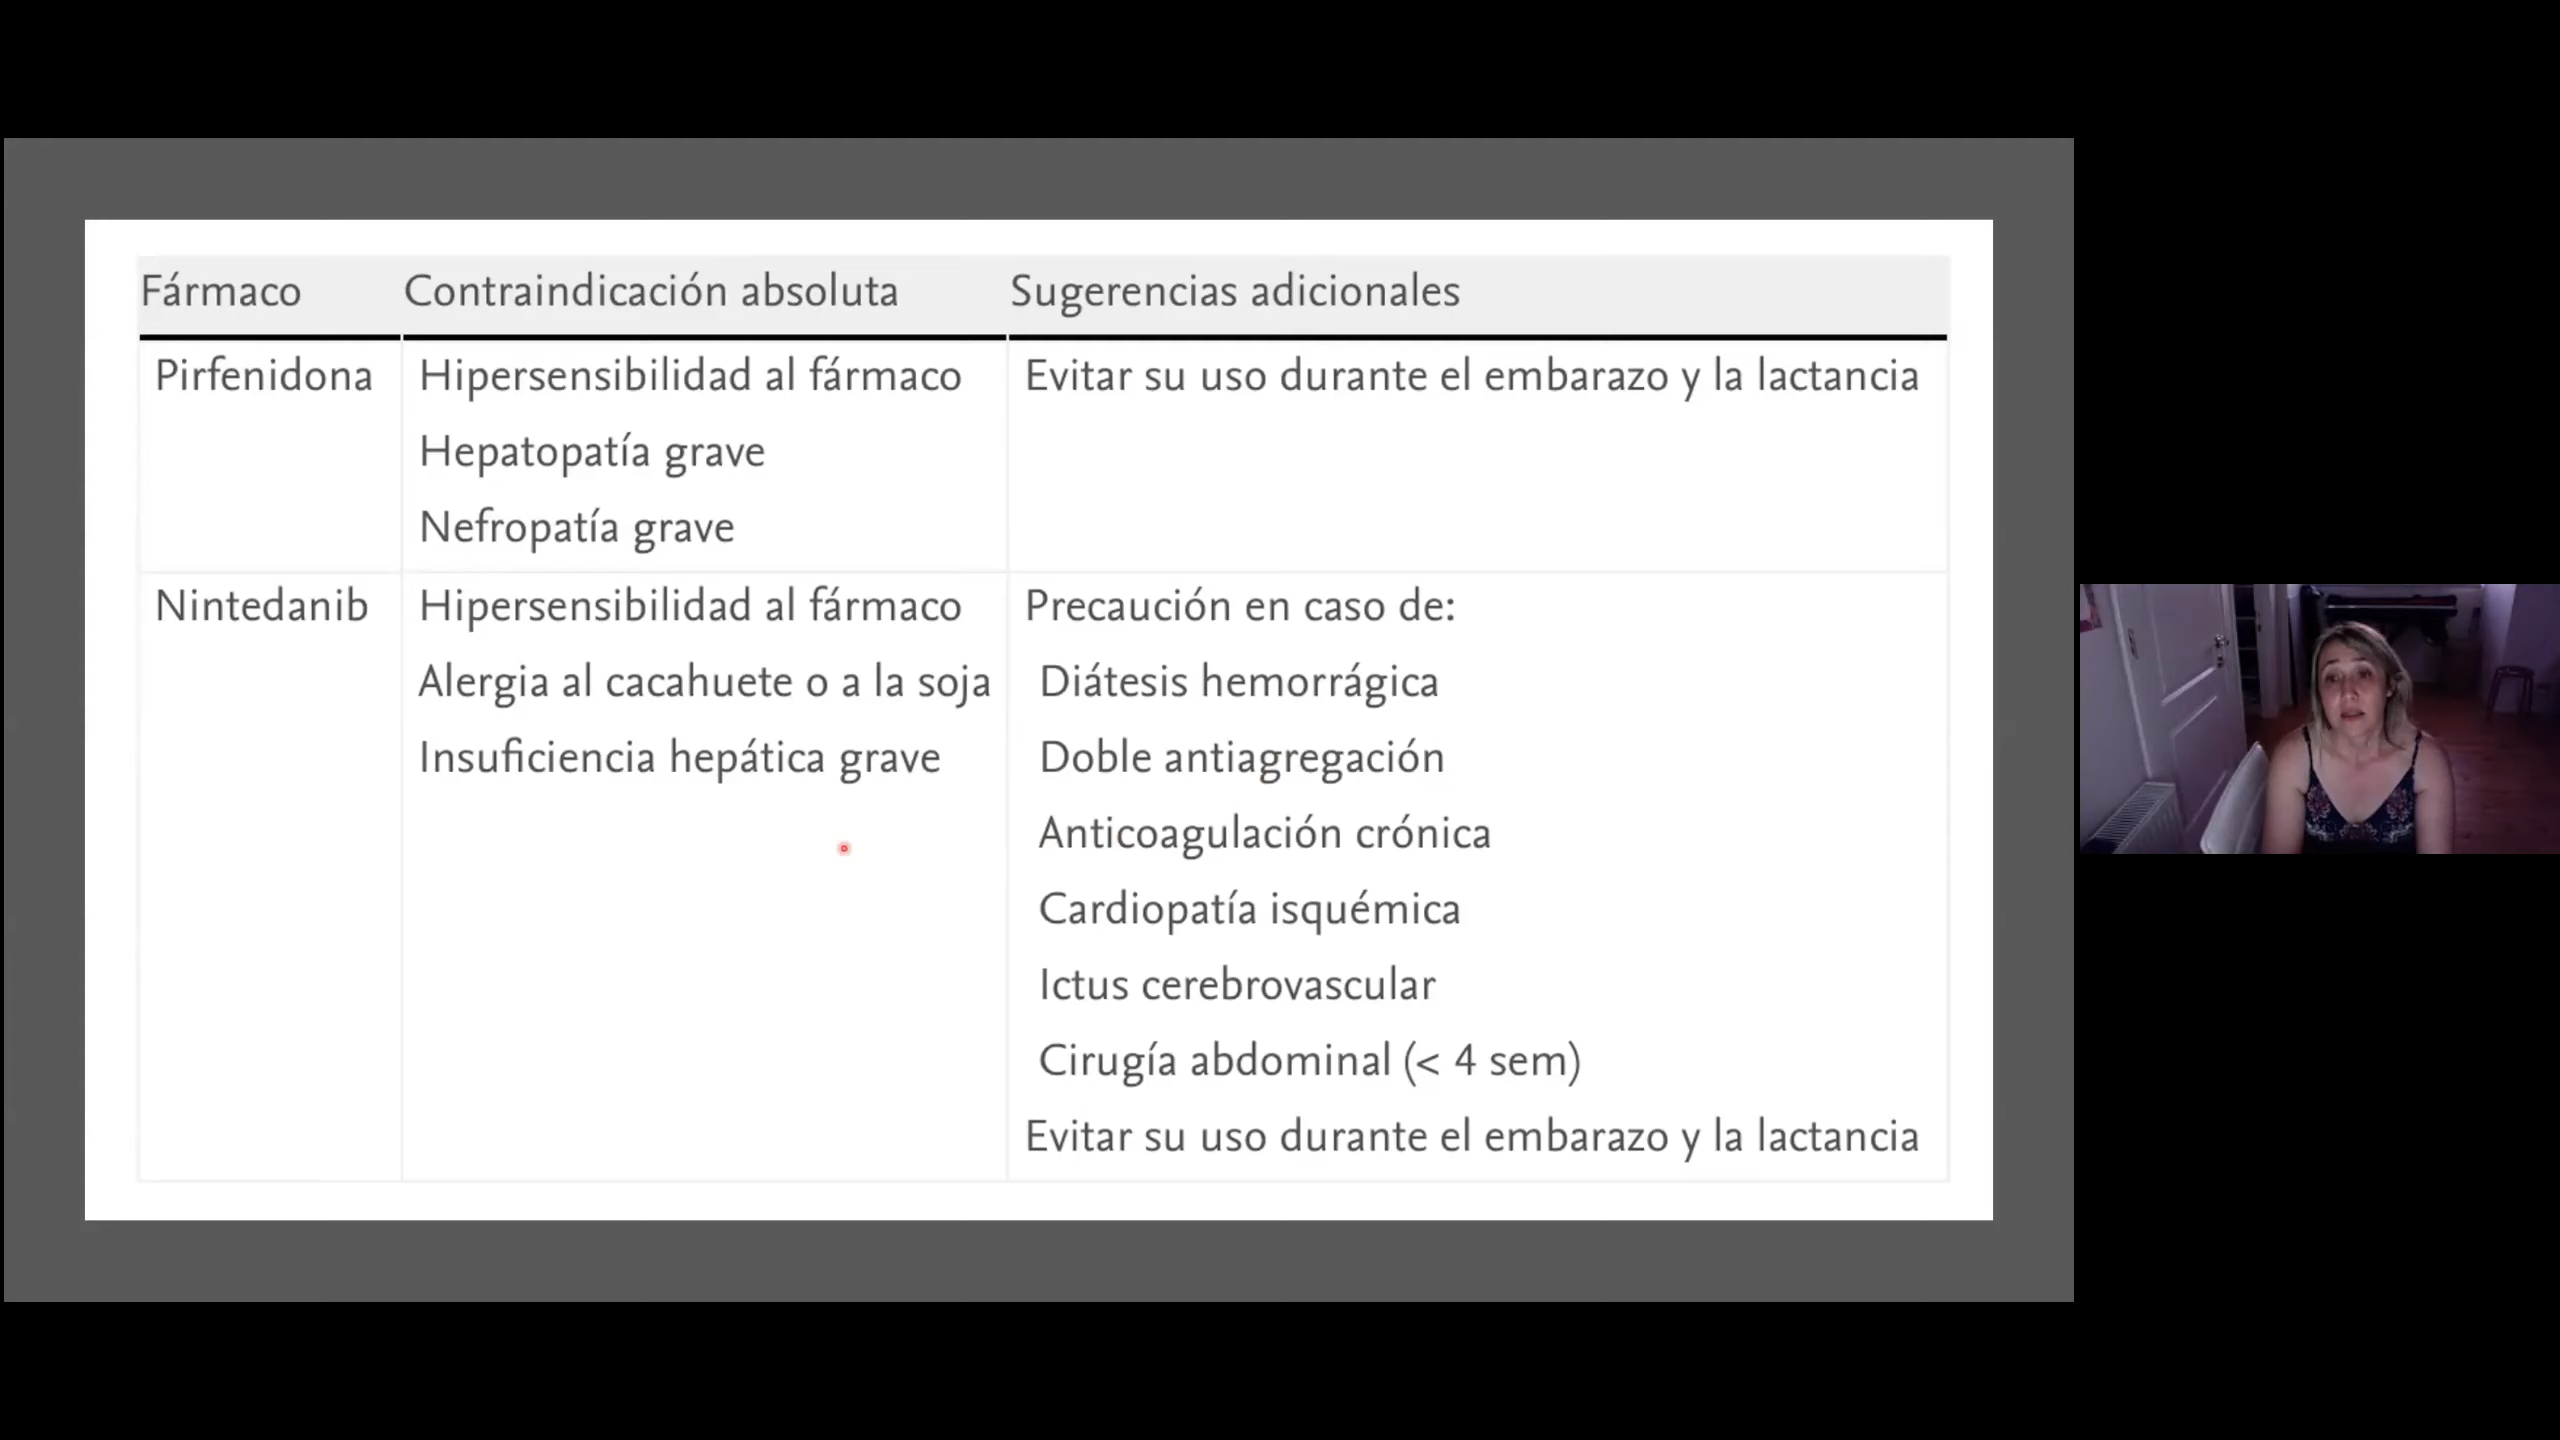 Fármaco Contraindicación absoluta Sugerencias adicionales
Pirfenidona Hipersensibilidad al fármaco Evitar su uso durante el embarazo y la lactancia
Hepatopatía grave
Nefropatía grave
Nintedanib Hipersensibilidad al fármaco Precaución en caso de:
Alergia al cacahuete o a la soja Diátesis hemorrágica
Insuficiencia hepática grave Doble antiagregación
Anticoagulación crónica
Cardiopatía isquémica
Ictus cerebrovascular
Cirugía abdominal (< 4 sem)
Evitar su uso durante el embarazo y la lactancia